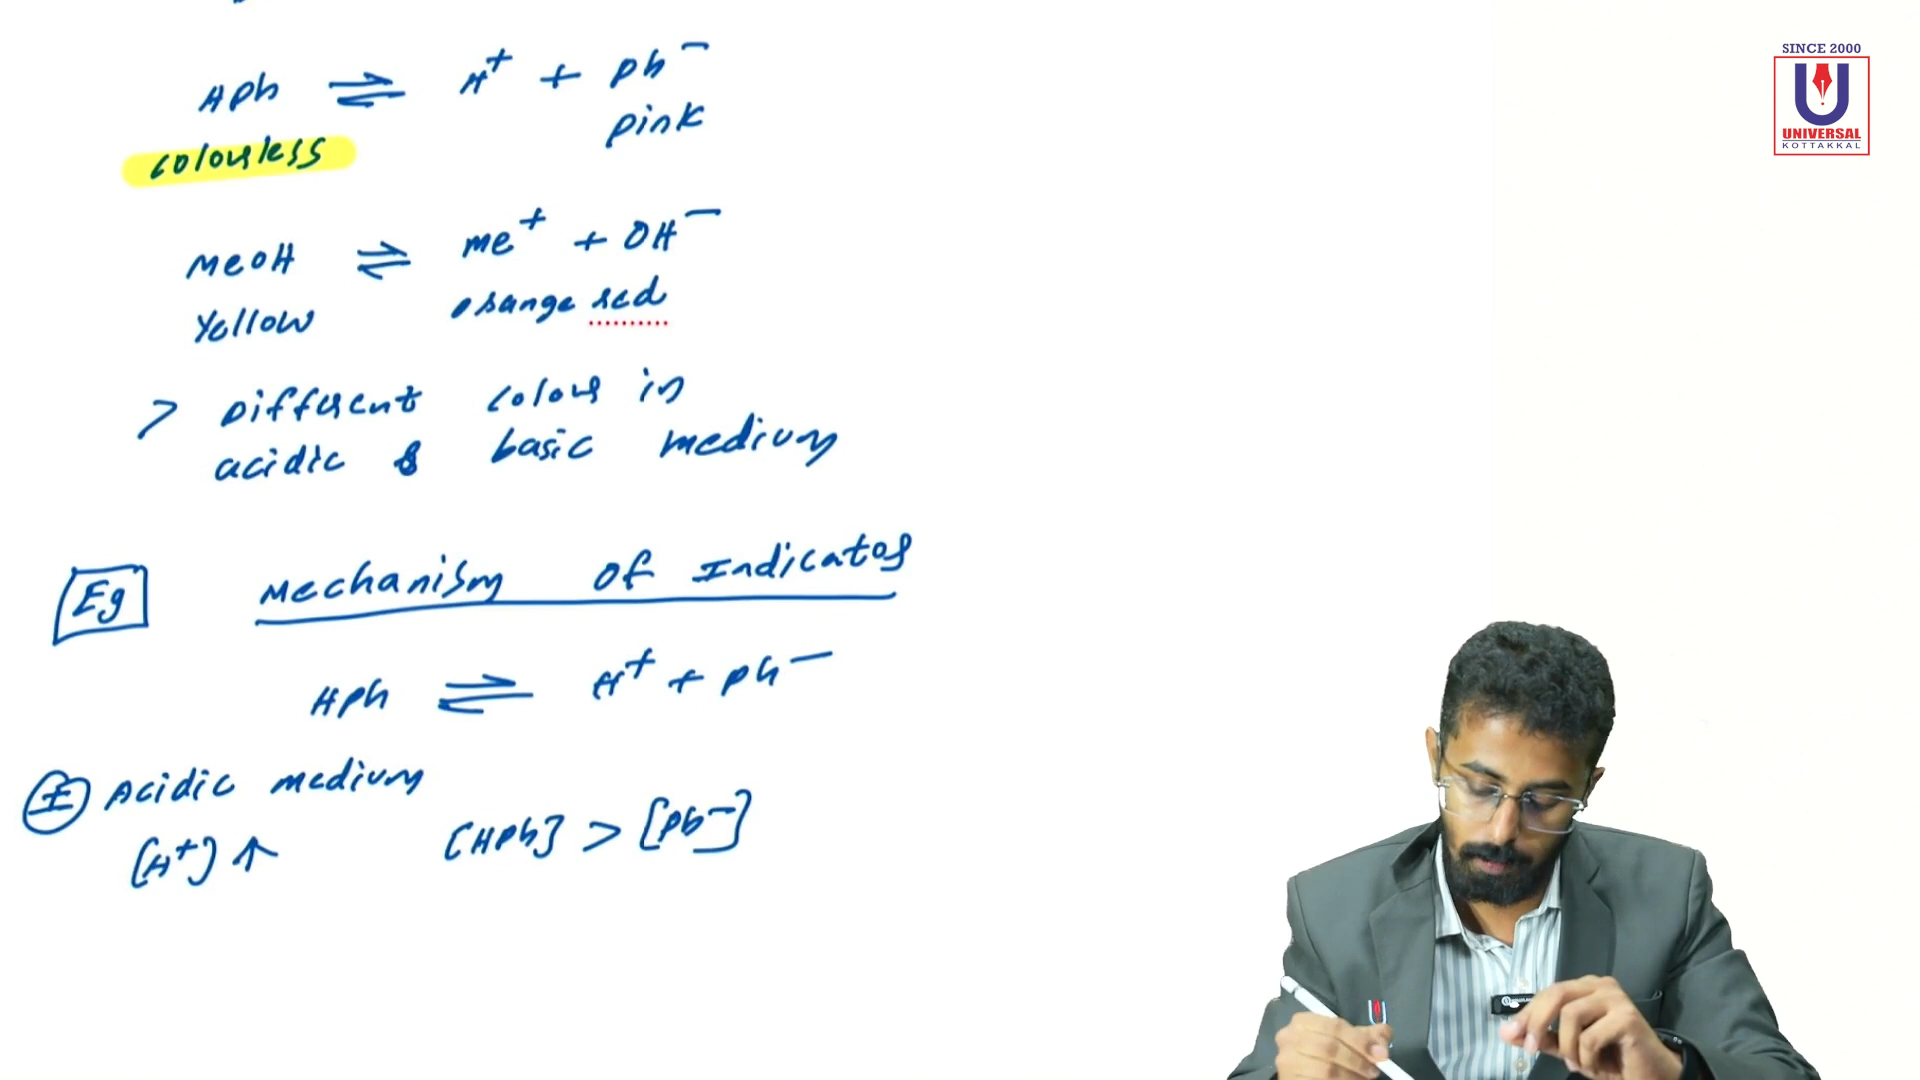 HPh ⇌ H⁺ + Ph⁻
colourless pink
MeOH ⇌ Me⁺ + OH⁻
Yellow orange red
> Different colour in
acidic & basic medium
Eg Mechanism of Indicator
HPh ⇌ H⁺ + Ph⁻
I Acidic medium
[H⁺]↑ [HPh] > [Ph⁻]
SINCE 2000
U
UNIVERSAL
KOTTAKKAL